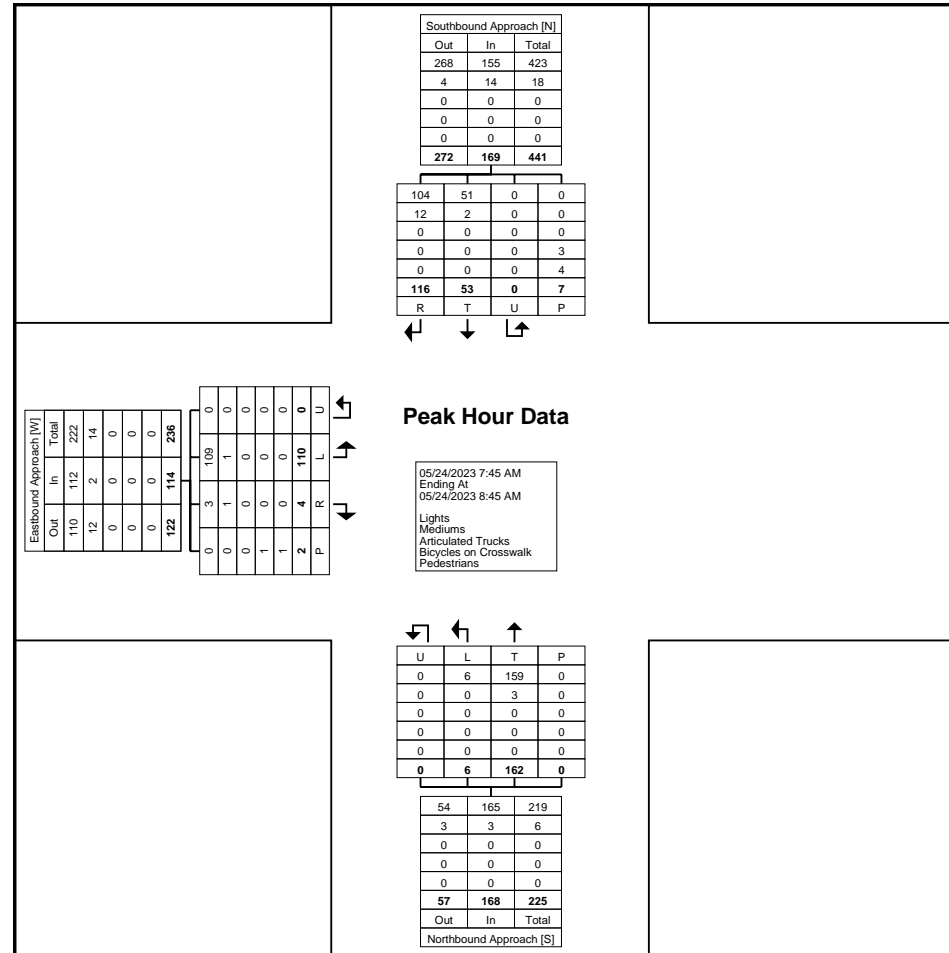 Southbound Approach [N]
Out In Total
268 155 423
4 14 18
0 0 0
0 0 0
0 0 0
272 169 441
104 51 0 0
12 2 0 0
0 0 0 0
0 0 0 3
0 0 0 4
116 53 0 7
R T U P
Eastbound Approach [W]
Out In Total
110 112 222
12 2 14
0 0 0
0 0 0
0 0 0
122 114 236
0 3 109 0
0 1 1 0
0 0 0 0
1 0 0 0
1 0 0 0
2 4 110 0
P R L U
Peak Hour Data
05/24/2023 7:45 AM
Ending At
05/24/2023 8:45 AM
Lights
Mediums
Articulated Trucks
Bicycles on Crosswalk
Pedestrians
U L T P
0 6 159 0
0 0 3 0
0 0 0 0
0 0 0 0
0 0 0 0
0 6 162 0
54 165 219
3 3 6
0 0 0
0 0 0
0 0 0
57 168 225
Out In Total
Northbound Approach [S]